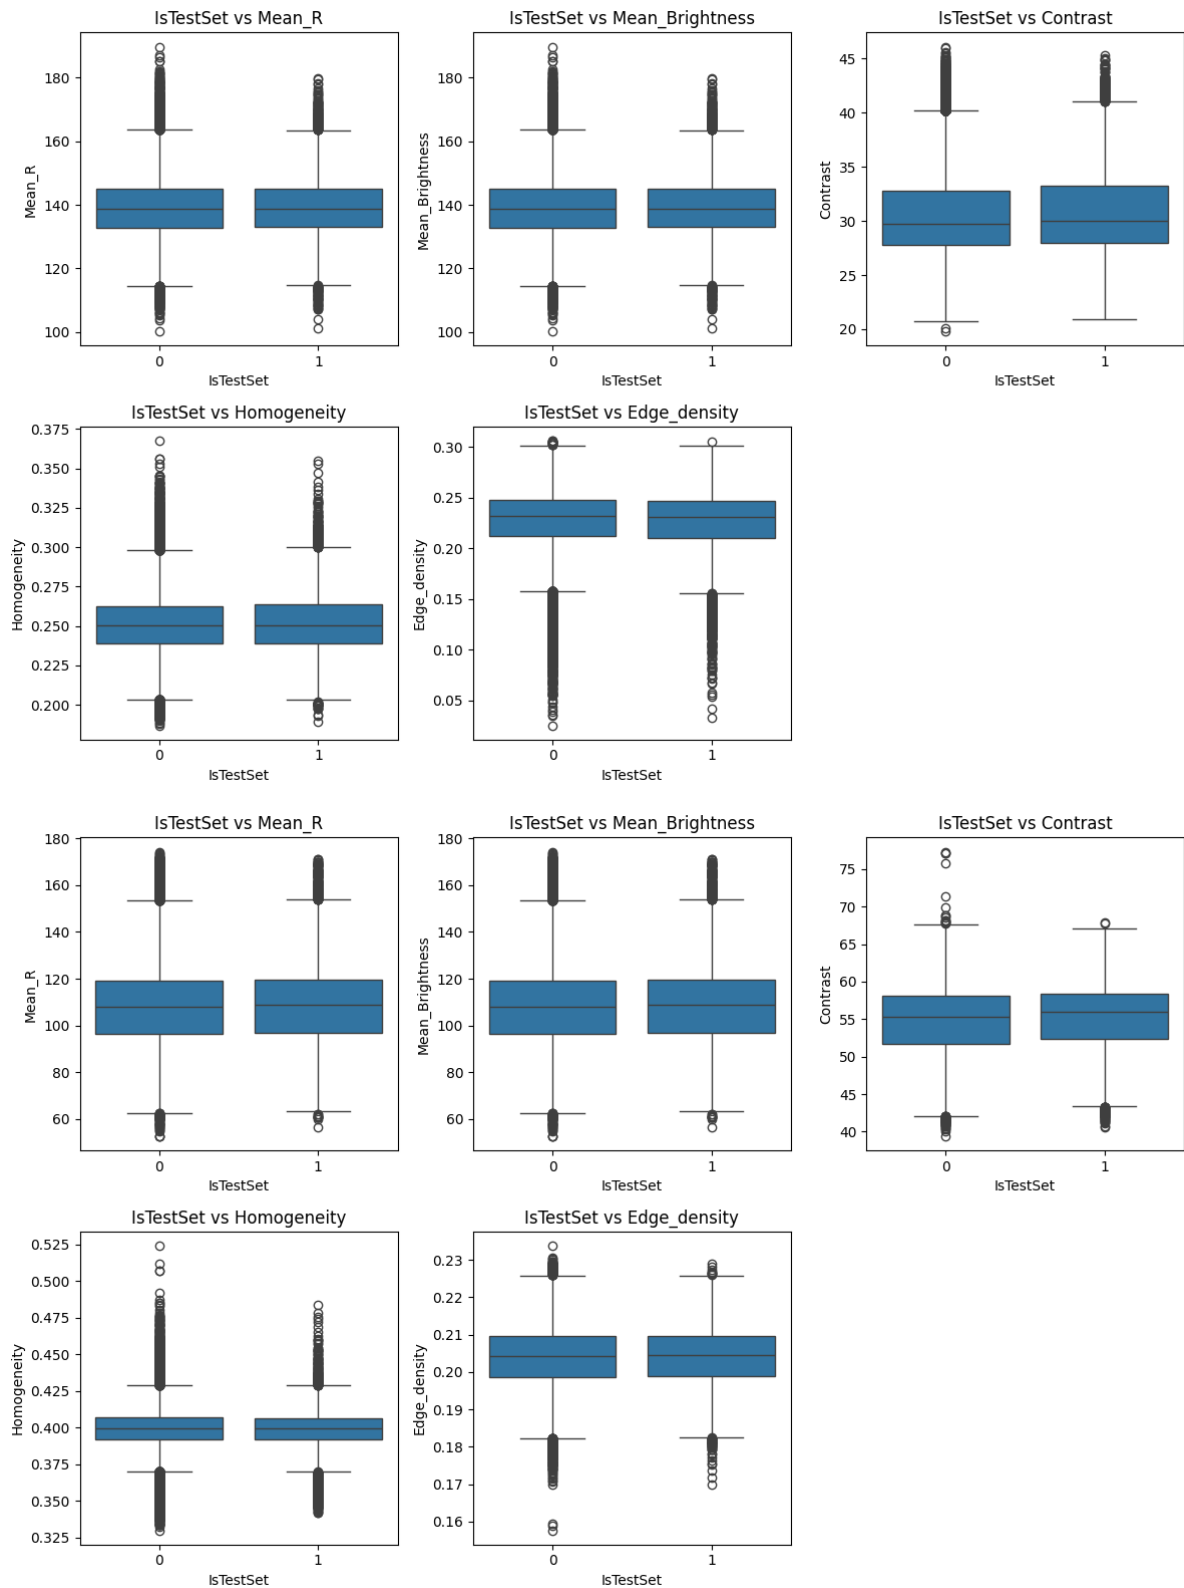 IsTestSet vs Mean_R
IsTestSet vs Mean_Brightness
IsTestSet vs Contrast
Mean_R
180
160
140
120
100
0
1
IsTestSet
Mean_Brightness
180
160
140
120
100
0
1
IsTestSet
Contrast
45
40
35
30
25
20
0
1
IsTestSet
IsTestSet vs Homogeneity
IsTestSet vs Edge_density
Homogeneity
0.375
0.350
0.325
0.300
0.275
0.250
0.225
0.200
0
1
IsTestSet
Edge_density
0.30
0.25
0.20
0.15
0.10
0.05
0
1
IsTestSet
IsTestSet vs Mean_R
IsTestSet vs Mean_Brightness
IsTestSet vs Contrast
Mean_R
180
160
140
120
100
80
60
0
1
IsTestSet
Mean_Brightness
180
160
140
120
100
80
60
0
1
IsTestSet
Contrast
75
70
65
60
55
50
45
40
0
1
IsTestSet
IsTestSet vs Homogeneity
IsTestSet vs Edge_density
Homogeneity
0.525
0.500
0.475
0.450
0.425
0.400
0.375
0.350
0.325
0
1
IsTestSet
Edge_density
0.23
0.22
0.21
0.20
0.19
0.18
0.17
0.16
0
1
IsTestSet